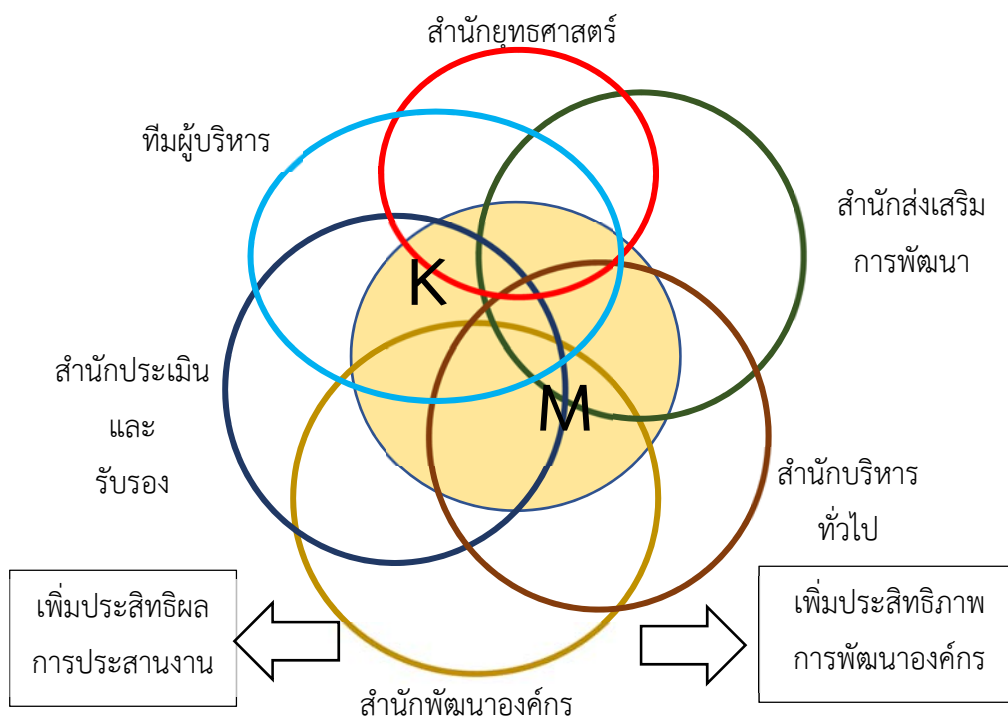 สำนักยุทธศาสตร์
ทีมผู้บริหาร
สำนักส่งเสริม
การพัฒนา
K
สำนักประเมิน
และ
รับรอง
M
สำนักบริหาร
ทั่วไป
เพิ่มประสิทธิผล
การประสานงาน
เพิ่มประสิทธิภาพ
การพัฒนาองค์กร
สำนักพัฒนาองค์กร